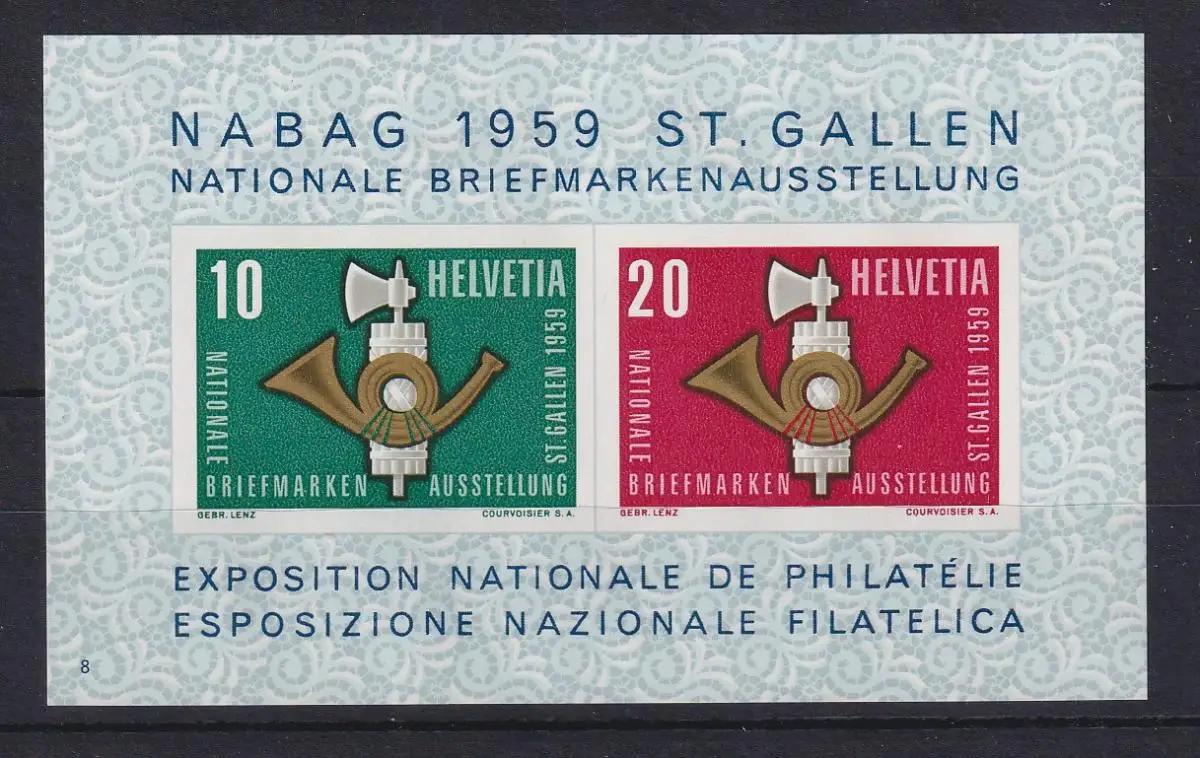 NABAG 1959 ST. GALLEN
NATIONALE BRIEFMARKENAUSSTELLUNG
10 HELVETIA
NATIONALE
BRIEFMARKEN AUSSTELLUNG
ST. GALLEN 1959
GEBR. LENZ COURVOISIER S.A.
20 HELVETIA
NATIONALE
BRIEFMARKEN AUSSTELLUNG
ST. GALLEN 1959
GEBR. LENZ COURVOISIER S.A.
EXPOSITION NATIONALE DE PHILATÉLIE
ESPOSIZIONE NAZIONALE FILATELICA
8